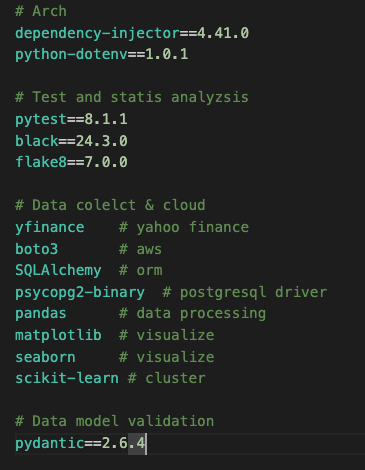 # Arch
dependency-injector==4.41.0
python-dotenv==1.0.1
# Test and statis analyzsis
pytest==8.1.1
black==24.3.0
flake8==7.0.0
# Data colelct & cloud
yfinance    # yahoo finance
boto3       # aws
SQLAlchemy  # orm
psycopg2-binary  # postgresql driver
pandas      # data processing
matplotlib  # visualize
seaborn     # visualize
scikit-learn # cluster
# Data model validation
pydantic==2.6.4